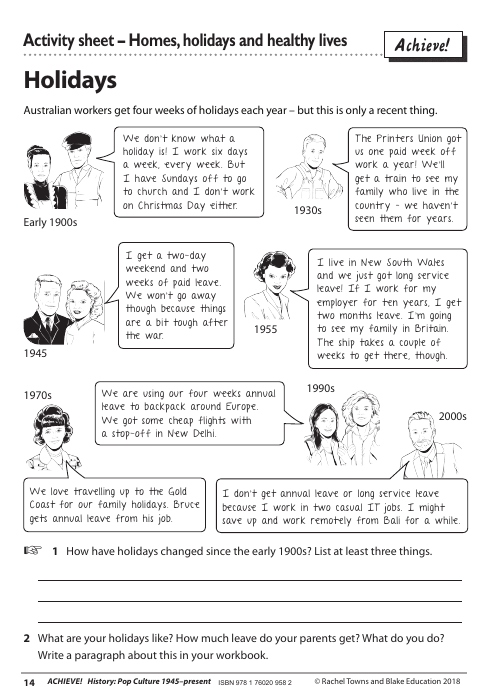 Activity sheet – Homes, holidays and healthy lives
Achieve!
Holidays
Australian workers get four weeks of holidays each year – but this is only a recent thing.
We don't know what a
holiday is! I work six days
a week, every week. But
I have Sundays off to go
to church and I don't work
on Christmas Day either.
Early 1900s
The Printers Union got
us one paid week off
work a year! We'll
get a train to see my
family who live in the
country – we haven't
seen them for years.
1930s
I get a two-day
weekend and two
weeks of paid leave.
We won't go away
though because things
are a bit tough after
the war.
1945
I live in New South Wales
and we just got long service
leave! If I work for my
employer for ten years, I get
two months leave. I'm going
to see my family in Britain.
The ship takes a couple of
weeks to get there, though.
1955
1970s
We love travelling up to the Gold
Coast for our family holidays. Bruce
gets annual leave from his job.
We are using our four weeks annual
leave to backpack around Europe.
We got some cheap flights with
a stop-off in New Delhi.
1990s
2000s
I don't get annual leave or long service leave
because I work in two casual IT jobs. I might
save up and work remotely from Bali for a while.
1 How have holidays changed since the early 1900s? List at least three things.
2 What are your holidays like? How much leave do your parents get? What do you do?
Write a paragraph about this in your workbook.
14 ACHIEVE! History: Pop Culture 1945–present ISBN 978 1 76020 958 2 © Rachel Towns and Blake Education 2018